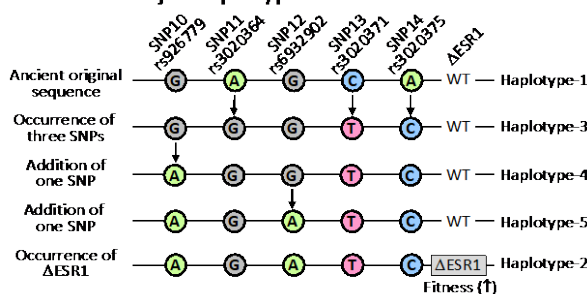 SNP10
rs926779
SNP11
rs3020364
SNP12
rs6932902
SNP13
rs3020371
SNP14
rs3020375
ΔESR1
Ancient original
sequence
G A G C A WT Haplotype-1
Occurrence of
three SNPs
G G G T C WT Haplotype-3
Addition of
one SNP
A G G T C WT Haplotype-4
Addition of
one SNP
A G A T C WT Haplotype-5
Occurrence of
ΔESR1
A G A T C ΔESR1 Haplotype-2
Fitness (↑)